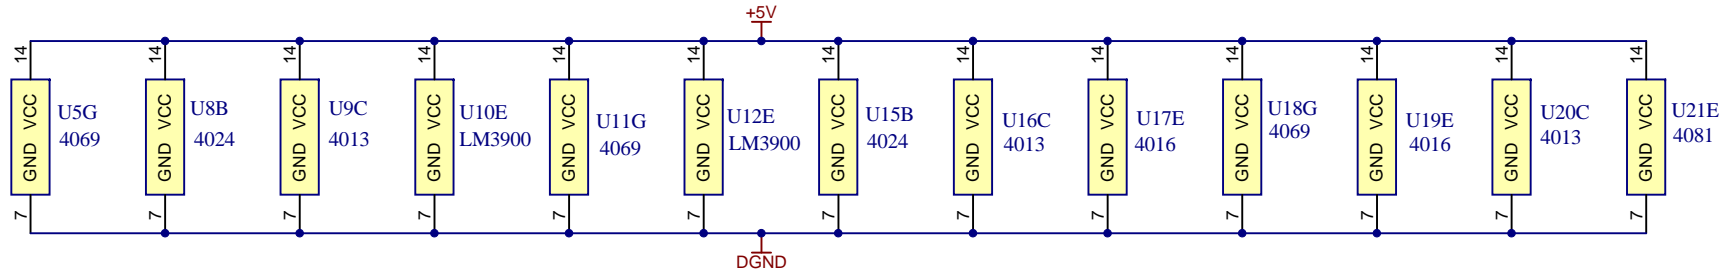 +5V
14 14 14 14 14 14 14 14 14 14 14 14 14
GND VCC GND VCC GND VCC GND VCC GND VCC GND VCC GND VCC GND VCC GND VCC GND VCC GND VCC GND VCC GND VCC
U5G
4069
U8B
4024
U9C
4013
U10E
LM3900
U11G
4069
U12E
LM3900
U15B
4024
U16C
4013
U17E
4016
U18G
4069
U19E
4016
U20C
4013
U21E
4081
7 7 7 7 7 7 7 7 7 7 7 7 7
DGND